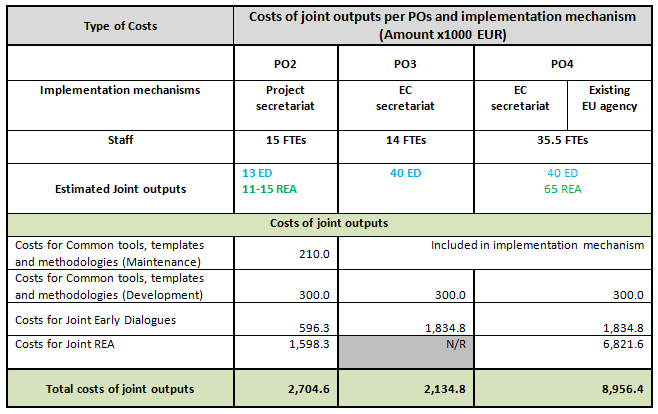 Type of Costs
Costs of joint outputs per POs and implementation mechanism
(Amount x1000 EUR)
PO2
PO3
PO4
Implementation mechanisms
Project
secretariat
EC
secretariat
EC
secretariat
Existing
EU agency
Staff
15 FTEs
14 FTEs
35.5 FTEs
Estimated Joint outputs
13 ED
11-15 REA
40 ED
40 ED
65 REA
Costs of joint outputs
Costs for Common tools, templates
and methodologies (Maintenance)
210.0
Included in implementation mechanism
Costs for Common tools, templates
and methodologies (Development)
300.0
300.0
300.0
Costs for Joint Early Dialogues
596.3
1,834.8
1,834.8
Costs for Joint REA
1,598.3
N/R
6,821.6
Total costs of joint outputs
2,704.6
2,134.8
8,956.4